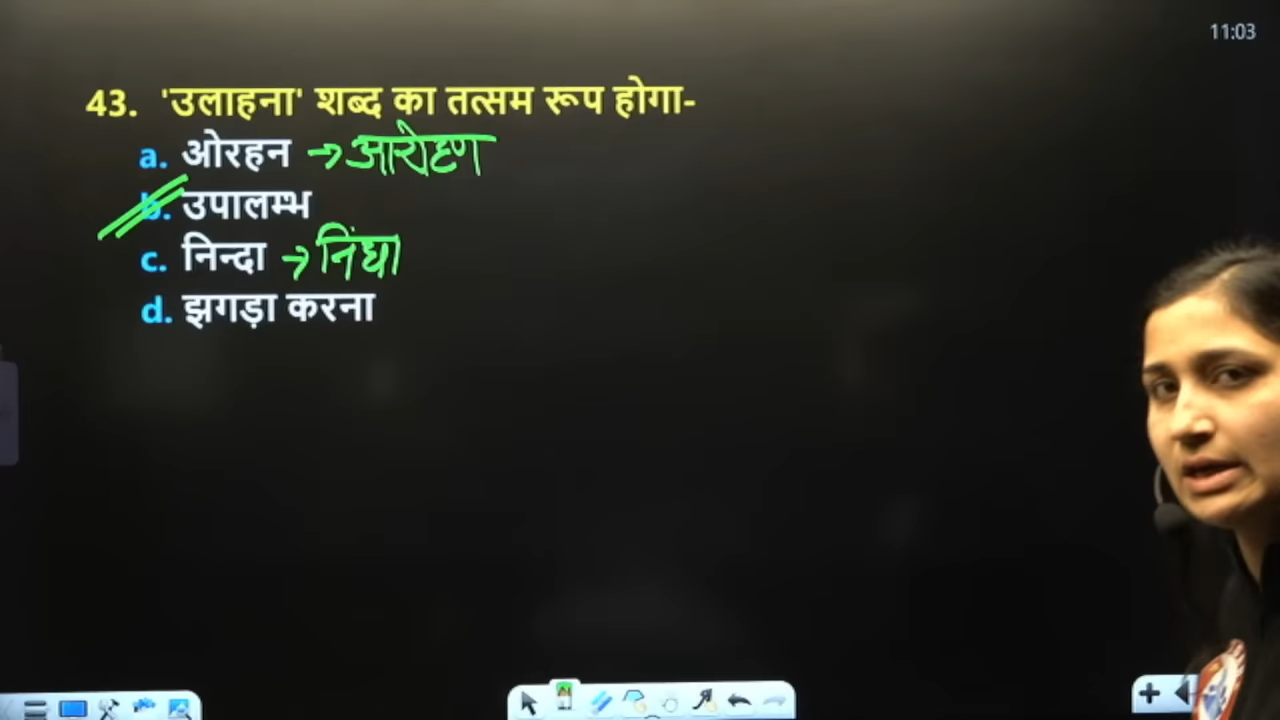 11:03
43. 'उलाहना' शब्द का तत्सम रूप होगा-
a. ओरहन → आरोहण
b. उपालम्भ
c. निन्दा → निंघा
d. झगड़ा करना